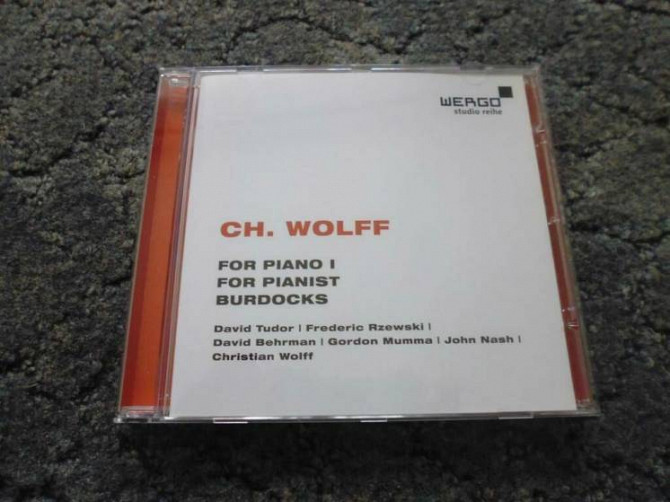 WERGO
studio reihe
CH. WOLFF
FOR PIANO I
FOR PIANIST
BURDOCKS
David Tudor | Frederic Rzewski |
David Behrman | Gordon Mumma | John Nash |
Christian Wolff